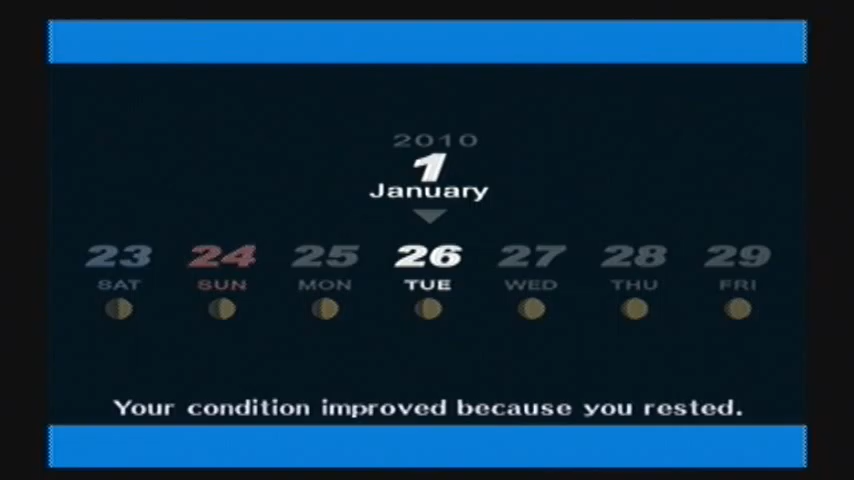 2010
1
January
23 24 25 26 27 28 29
SAT SUN MON TUE WED THU FRI
Your condition improved because you rested.